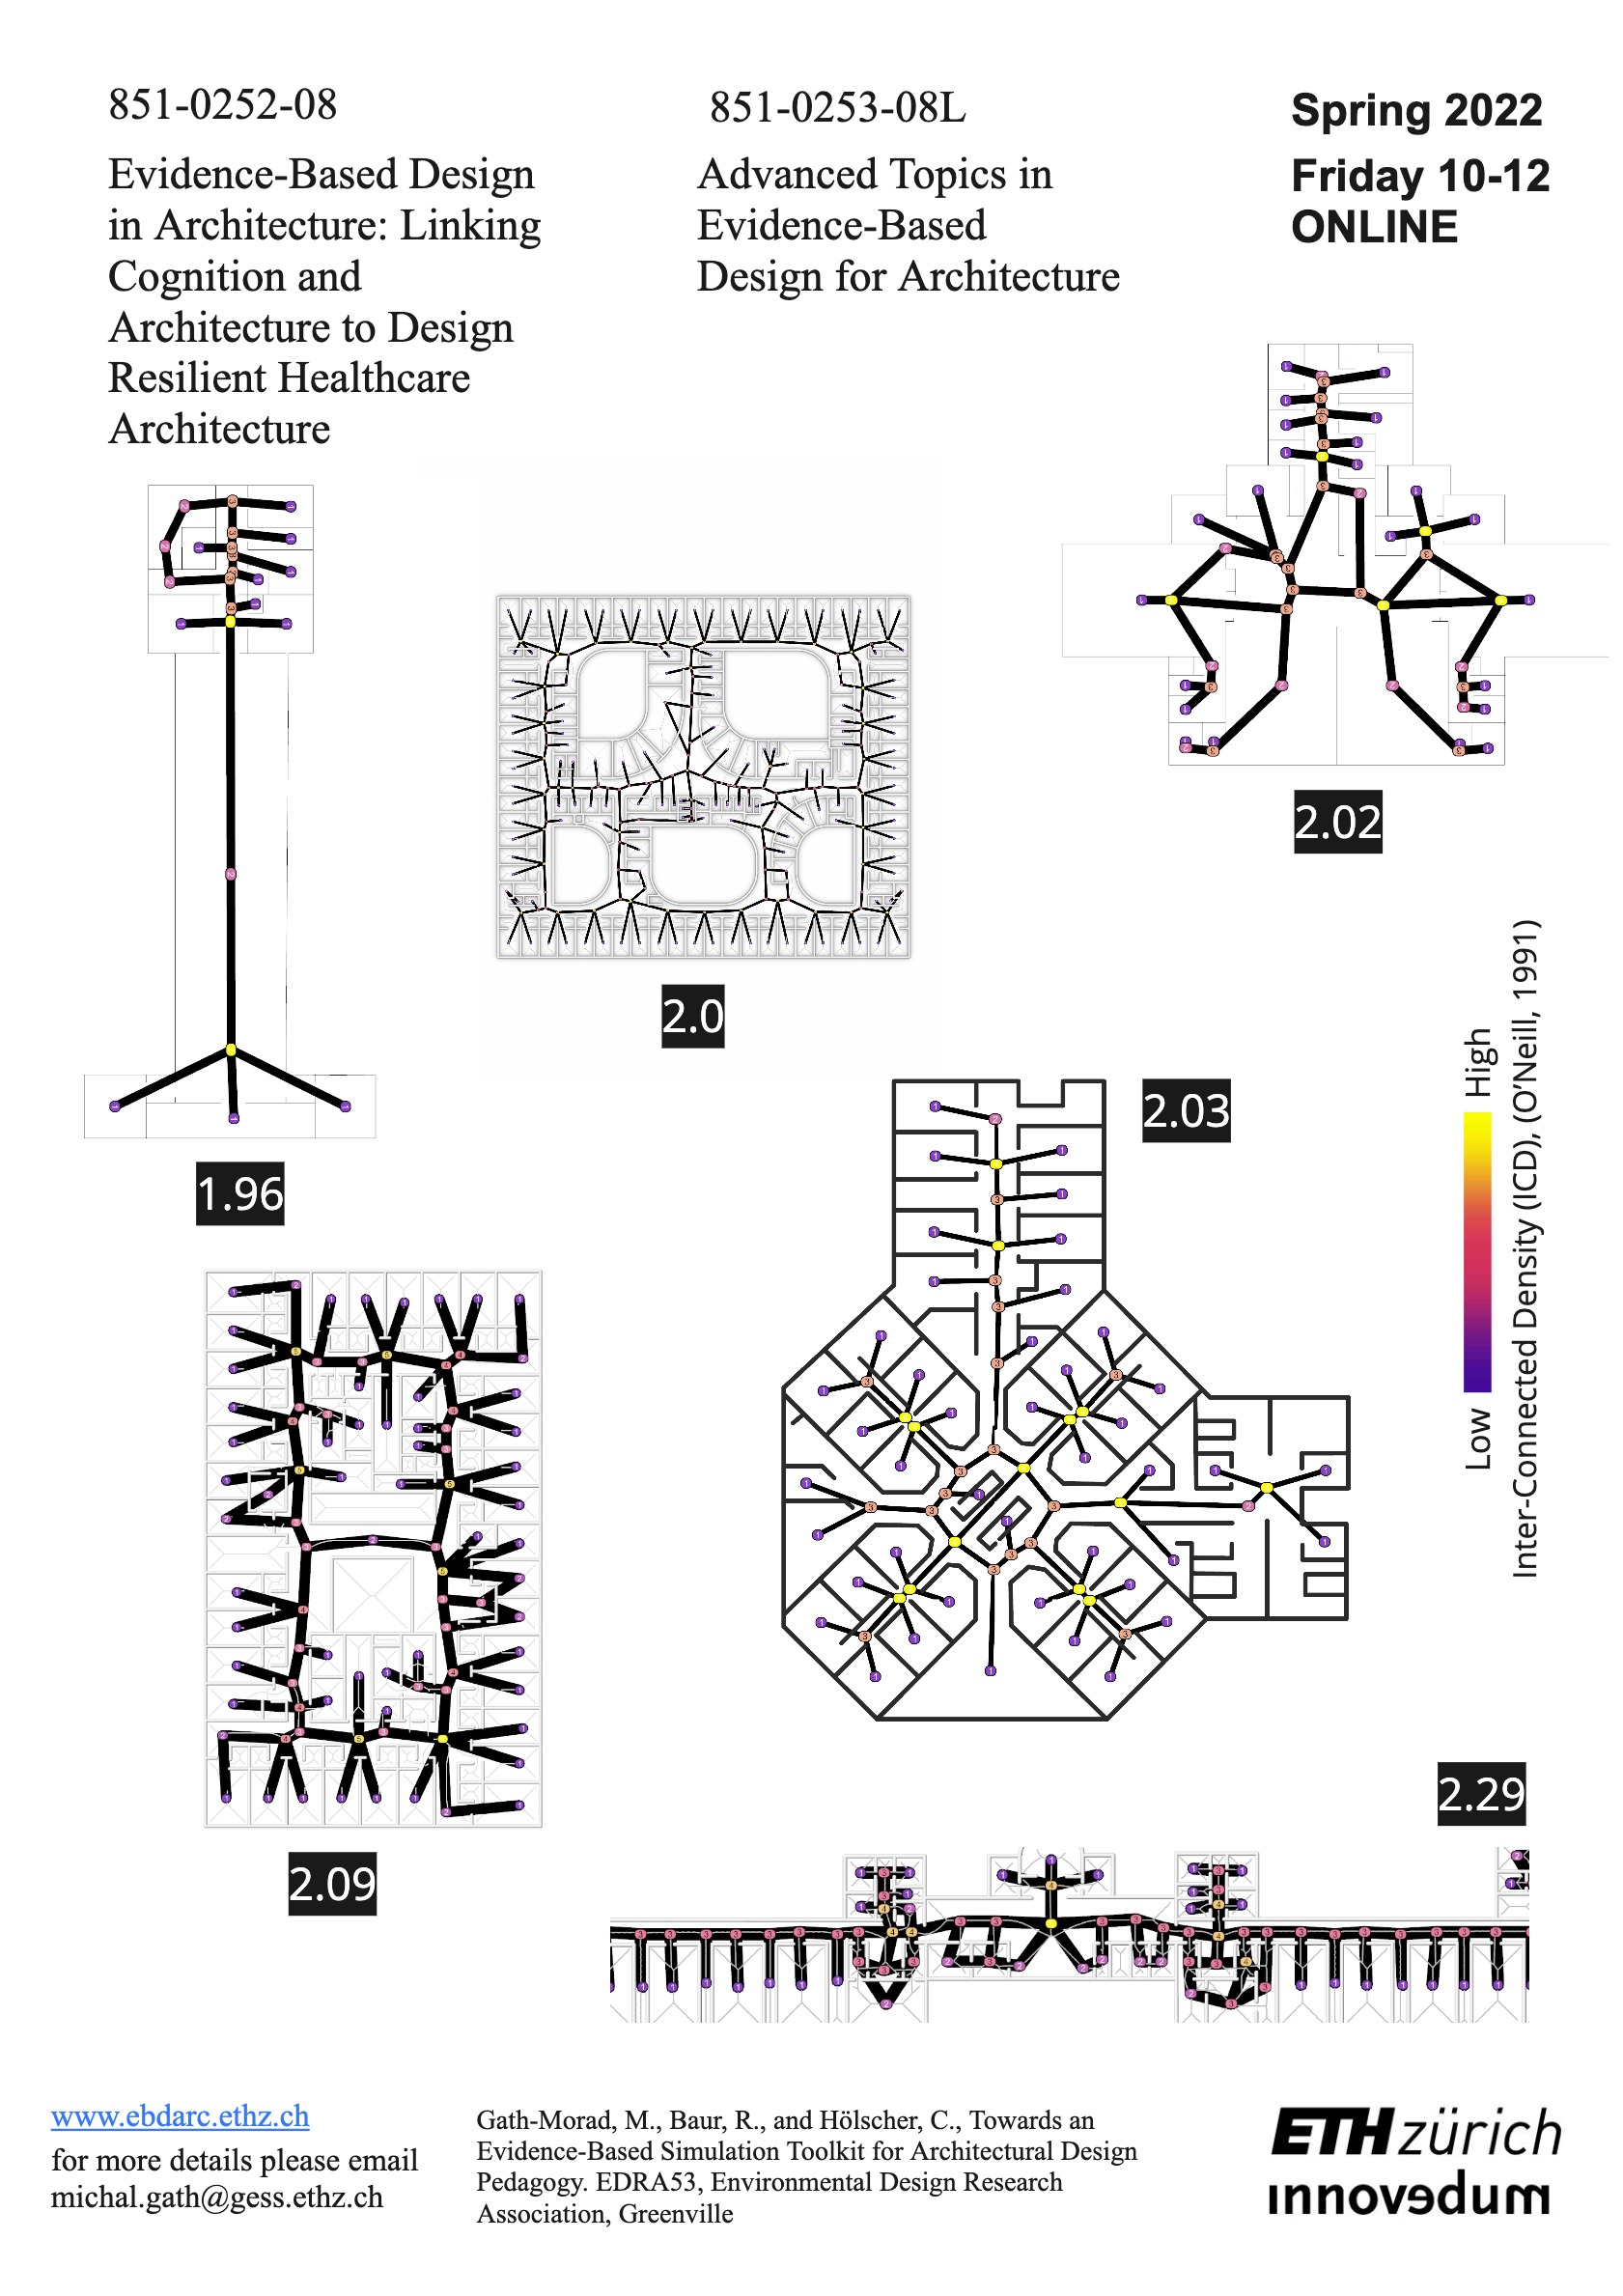 851-0252-08
Evidence-Based Design
in Architecture: Linking
Cognition and
Architecture to Design
Resilient Healthcare
Architecture
851-0253-08L
Advanced Topics in
Evidence-Based
Design for Architecture
Spring 2022
Friday 10-12
ONLINE
2.02
2.0
1.96
2.03
Low
High
Inter-Connected Density (ICD), (O'Neill, 1991)
2.09
2.29
www.ebdarc.ethz.ch
for more details please email
michal.gath@gess.ethz.ch
Gath-Morad, M., Baur, R., and Hölscher, C., Towards an
Evidence-Based Simulation Toolkit for Architectural Design
Pedagogy. EDRA53, Environmental Design Research
Association, Greenville
ETH zürich
innovedum